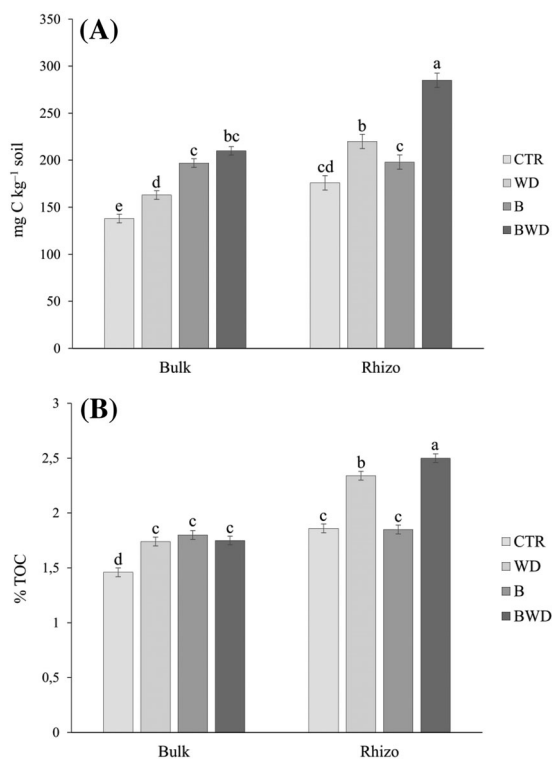 (A)
350
300
250
200
150
100
50
0
mg C kg⁻¹ soil
e
d
c
bc
cd
b
c
a
Bulk
Rhizo
CTR
WD
B
BWD
(B)
3
2,5
2
1,5
1
0,5
0
% TOC
d
c
c
c
c
b
c
a
Bulk
Rhizo
CTR
WD
B
BWD